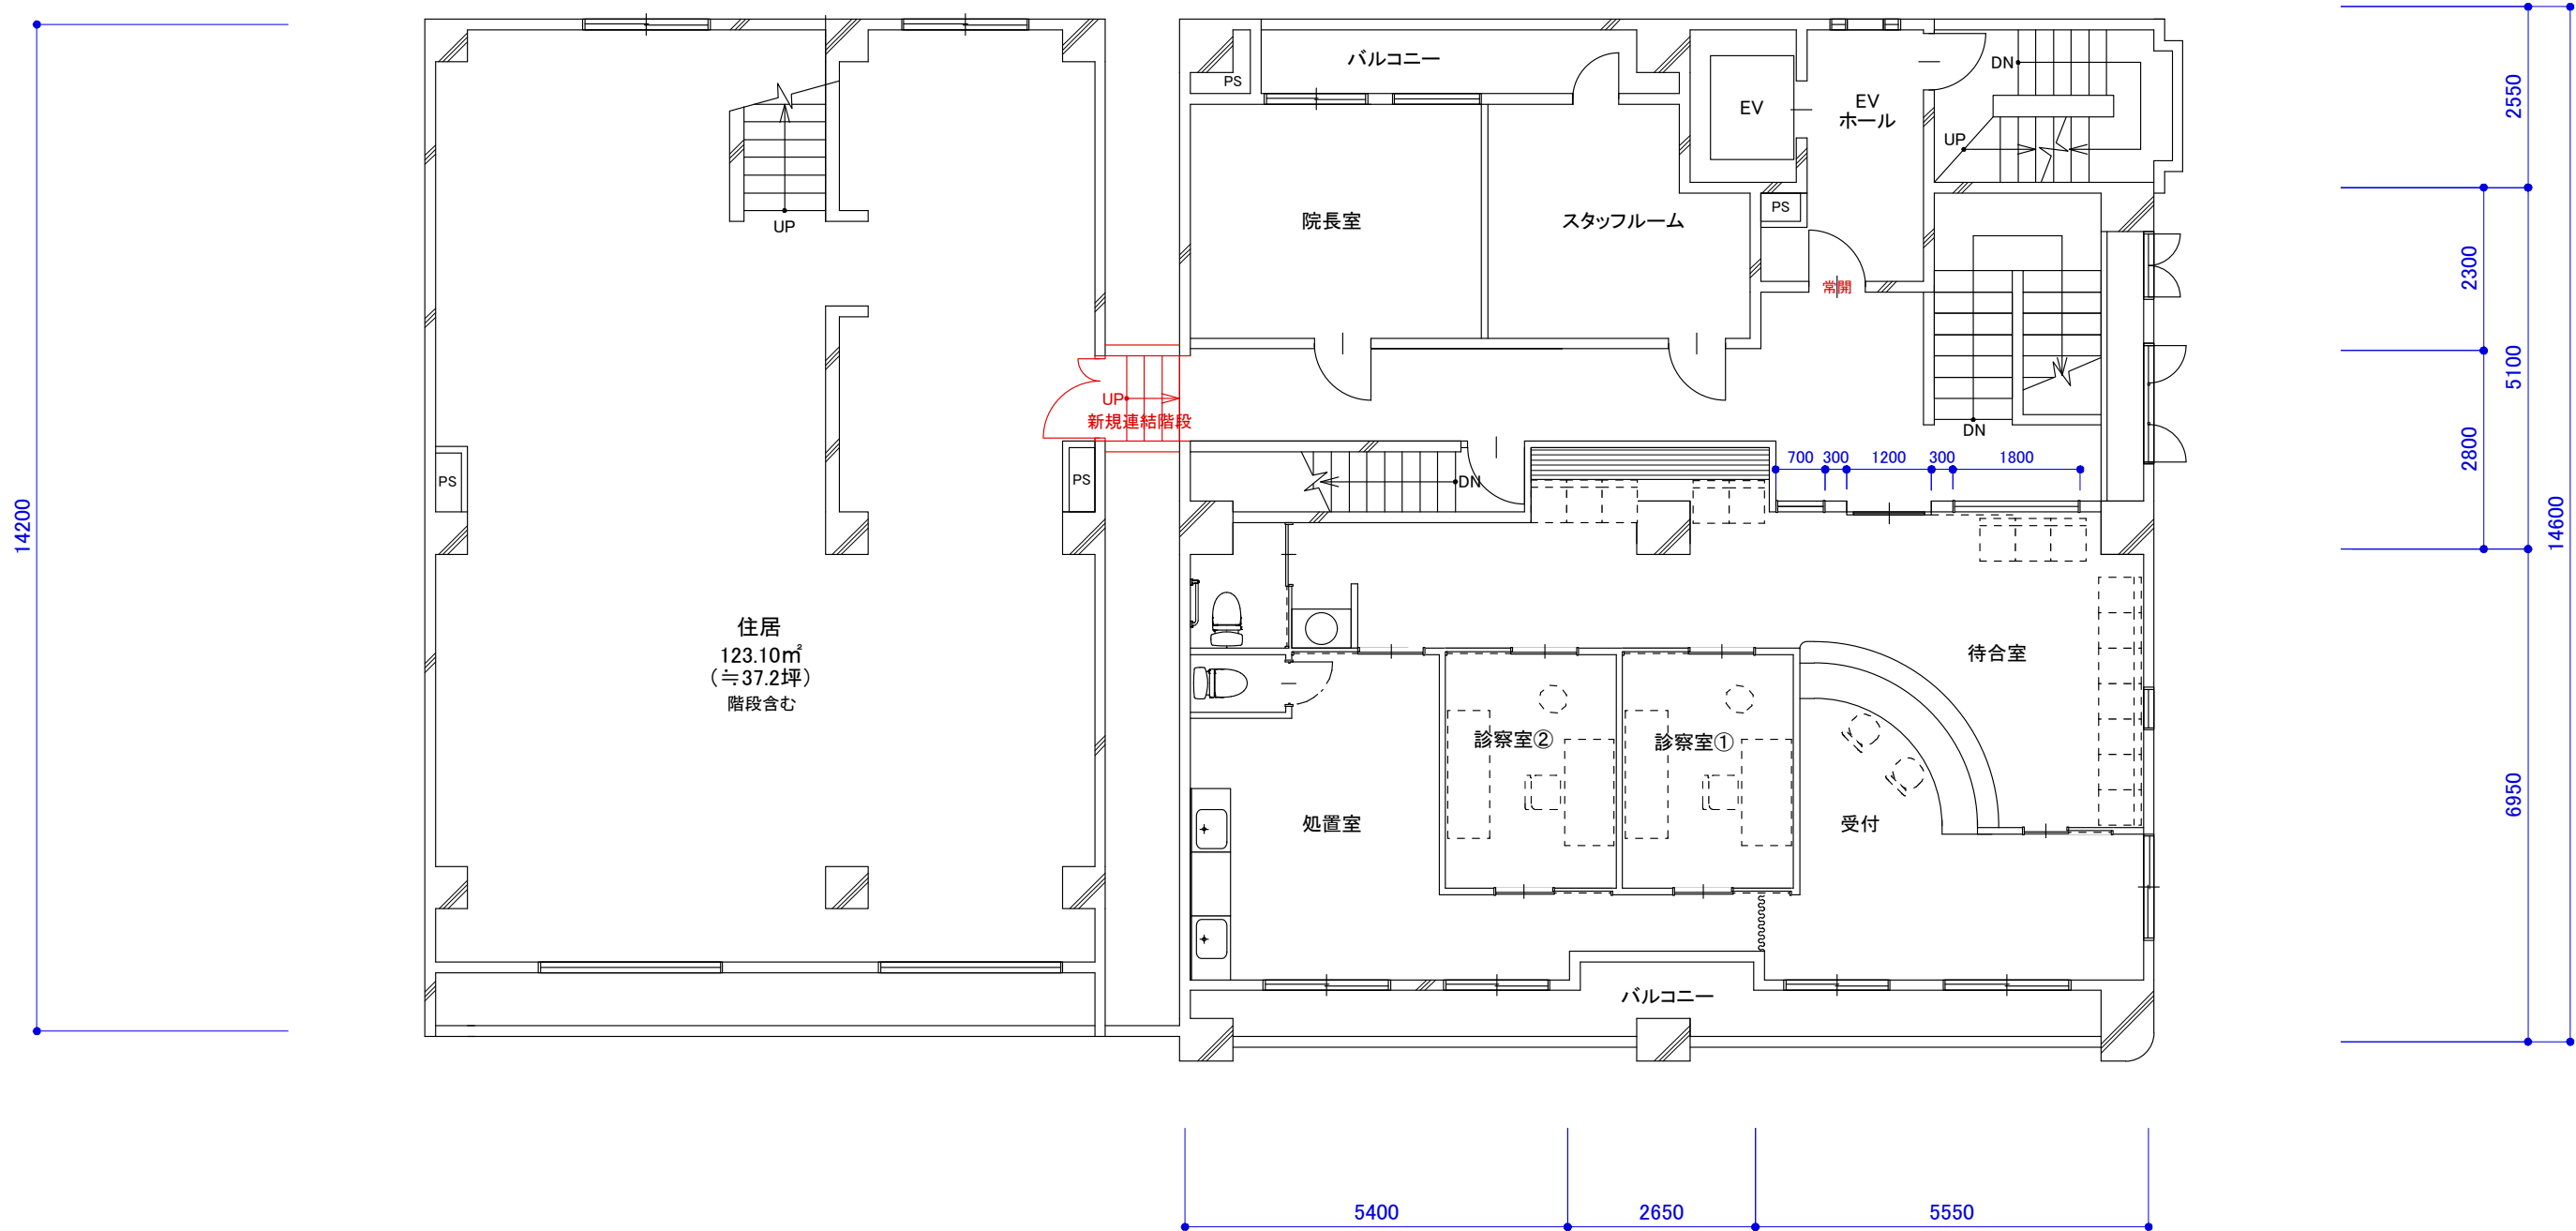 バルコニー
PS
EV
EV
ホール
DN
UP
2550
院長室
スタッフルーム
PS
UP
常開
2300
5100
UP
新規連結階段
DN
2800
700
300
1200
300
1800
PS
PS
DN
14200
14600
住居
123.10㎡
(≒37.2坪)
階段含む
待合室
診察室②
診察室①
処置室
受付
6950
バルコニー
5400
2650
5550